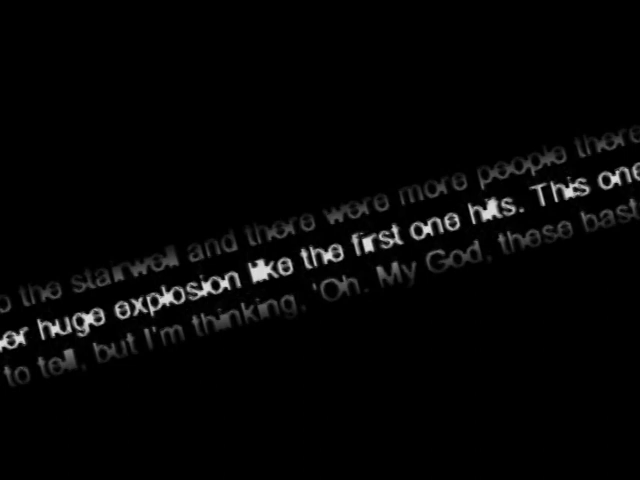 the stairwell and there were more people there
huge explosion like the first one hits. This one
to tell, but I'm thinking, 'Oh. My God, these